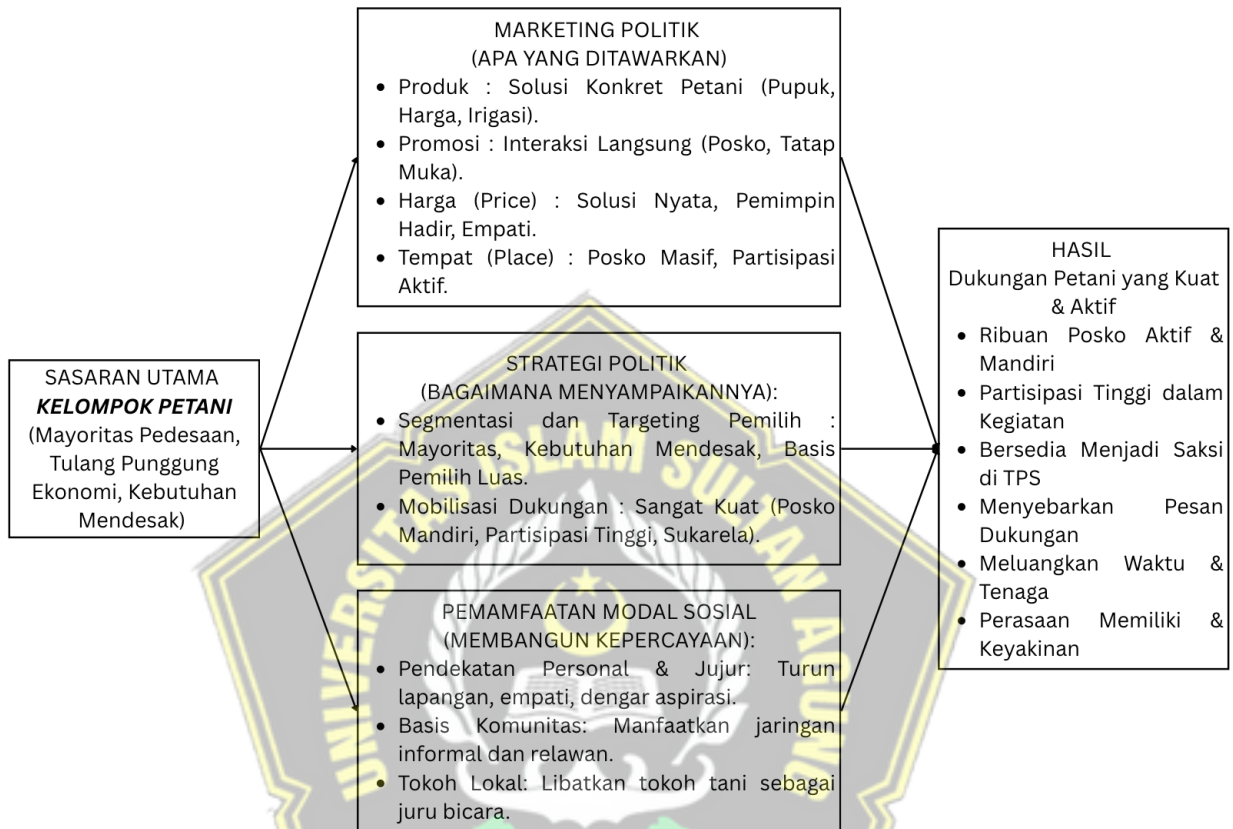 MARKETING POLITIK
(APA YANG DITAWARKAN)
• Produk : Solusi Konkret Petani (Pupuk,
Harga, Irigasi).
• Promosi : Interaksi Langsung (Posko, Tatap
Muka).
• Harga (Price) : Solusi Nyata, Pemimpin
Hadir, Empati.
• Tempat (Place) : Posko Masif, Partisipasi
Aktif.
SASARAN UTAMA
KELOMPOK PETANI
(Mayoritas Pedesaan,
Tulang Punggung
Ekonomi, Kebutuhan
Mendesak)
STRATEGI POLITIK
(BAGAIMANA MENYAMPAIKANNYA):
• Segmentasi dan Targeting Pemilih :
Mayoritas, Kebutuhan Mendesak, Basis
Pemilih Luas.
• Mobilisasi Dukungan : Sangat Kuat (Posko
Mandiri, Partisipasi Tinggi, Sukarela).
PEMAMFAATAN MODAL SOSIAL
(MEMBANGUN KEPERCAYAAN):
• Pendekatan Personal & Jujur: Turun
lapangan, empati, dengar aspirasi.
• Basis Komunitas: Manfaatkan jaringan
informal dan relawan.
• Tokoh Lokal: Libatkan tokoh tani sebagai
juru bicara.
HASIL
Dukungan Petani yang Kuat
& Aktif
• Ribuan Posko Aktif &
Mandiri
• Partisipasi Tinggi dalam
Kegiatan
• Bersedia Menjadi Saksi
di TPS
• Menyebarkan Pesan
Dukungan
• Meluangkan Waktu &
Tenaga
• Perasaan Memiliki &
Keyakinan
UNIVERSITAS ISLAM SULTAN AGUNG